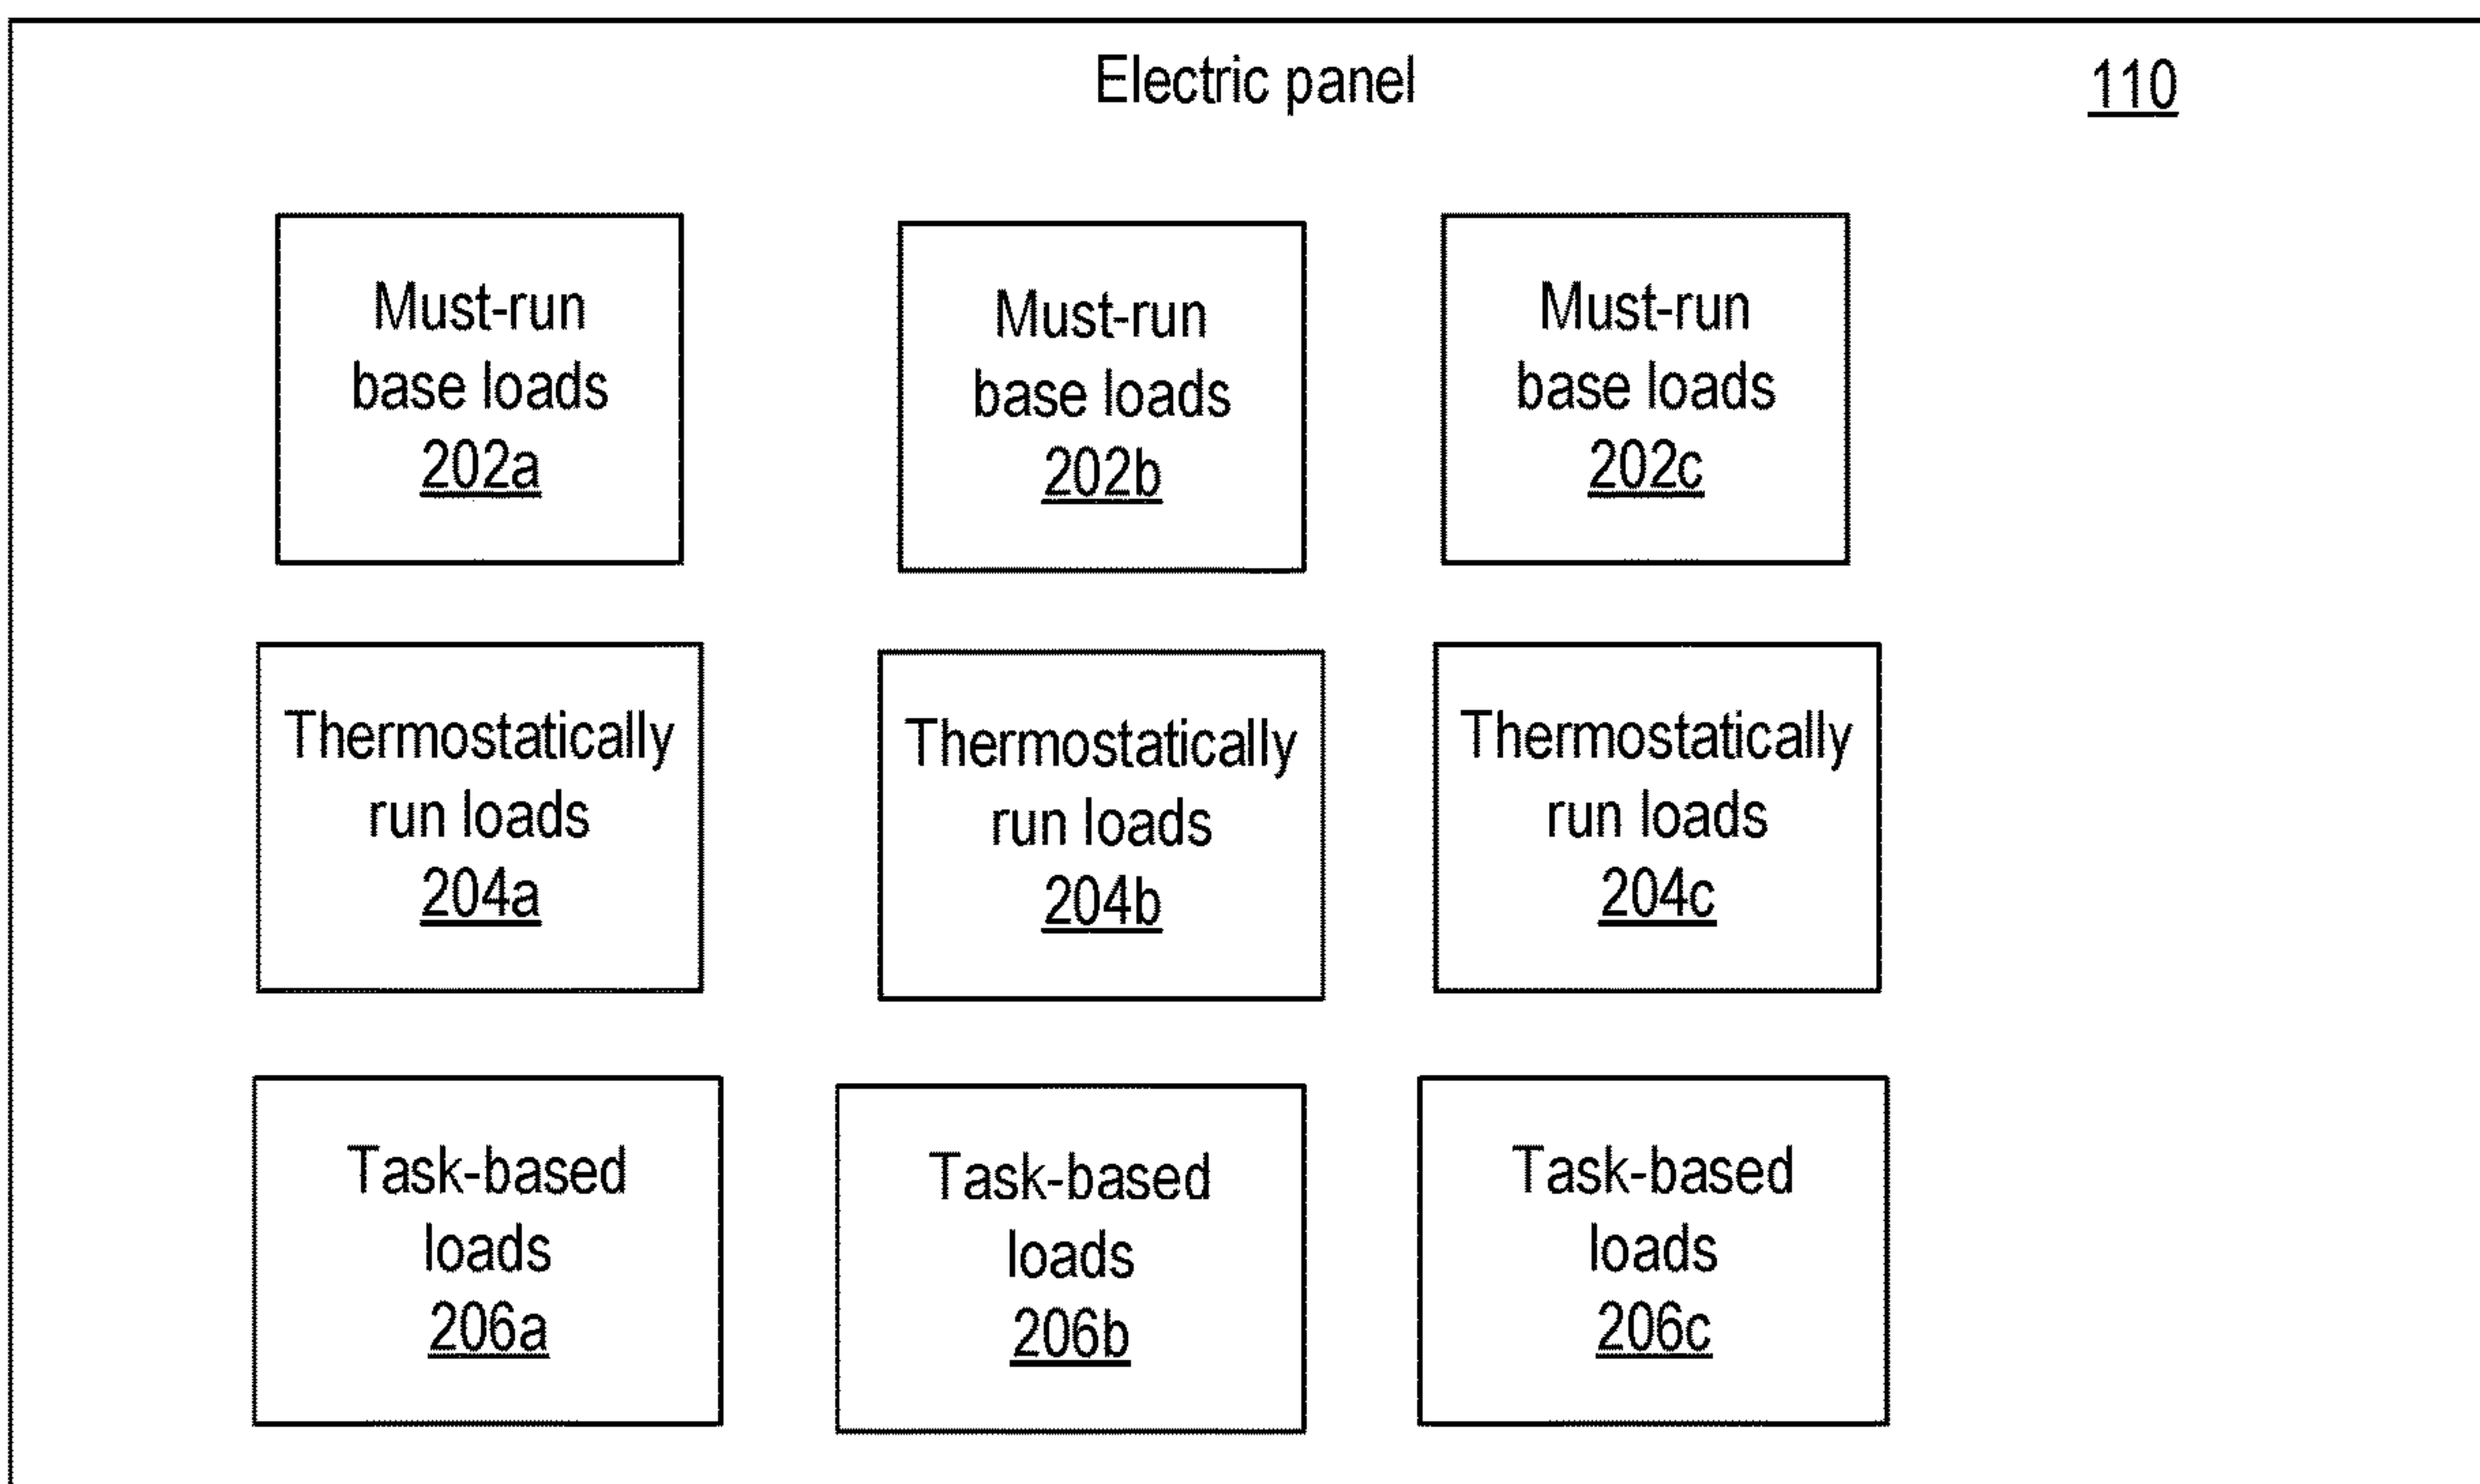 Electric panel 110
Must-run
base loads
202a
Must-run
base loads
202b
Must-run
base loads
202c
Thermostatically
run loads
204a
Thermostatically
run loads
204b
Thermostatically
run loads
204c
Task-based
loads
206a
Task-based
loads
206b
Task-based
loads
206c